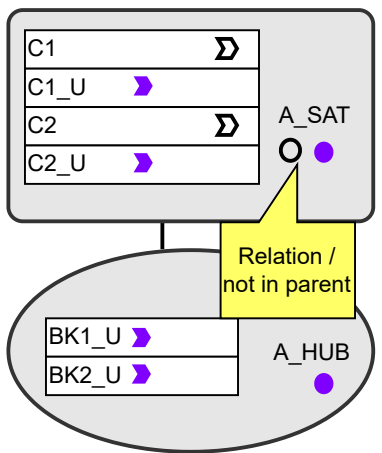 C1
C1_U
C2
C2_U
A_SAT
Relation /
not in parent
BK1_U
BK2_U
A_HUB